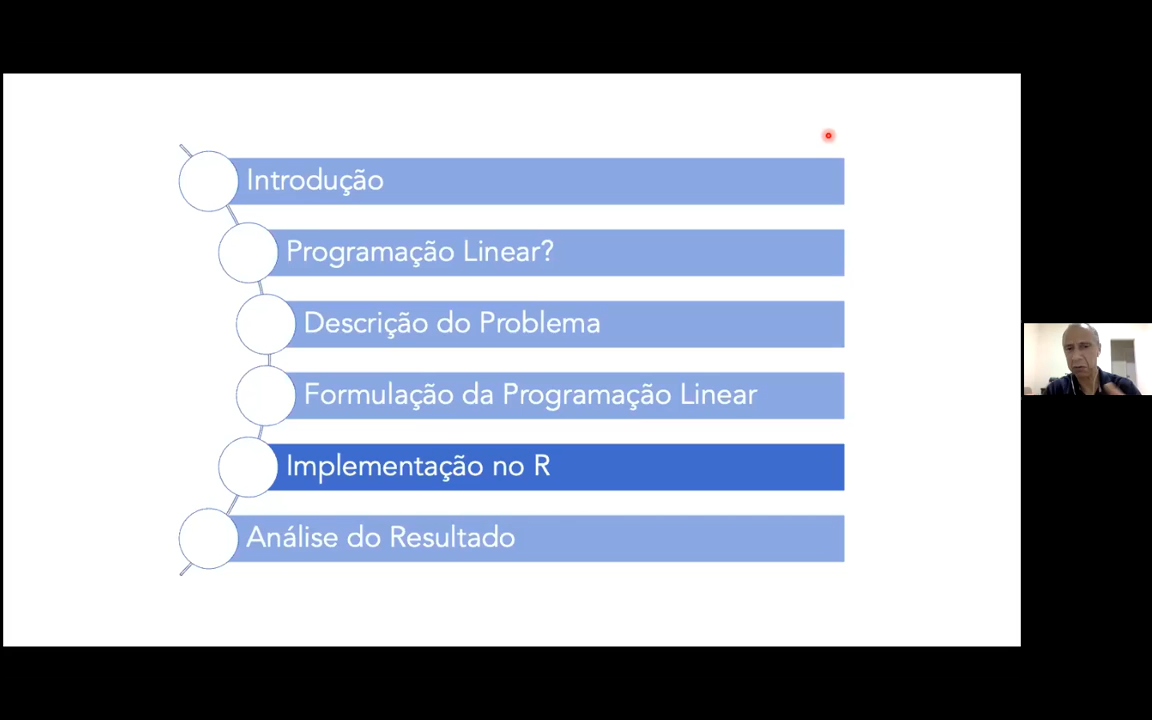 Introdução
Programação Linear?
Descrição do Problema
Formulação da Programação Linear
Implementação no R
Análise do Resultado